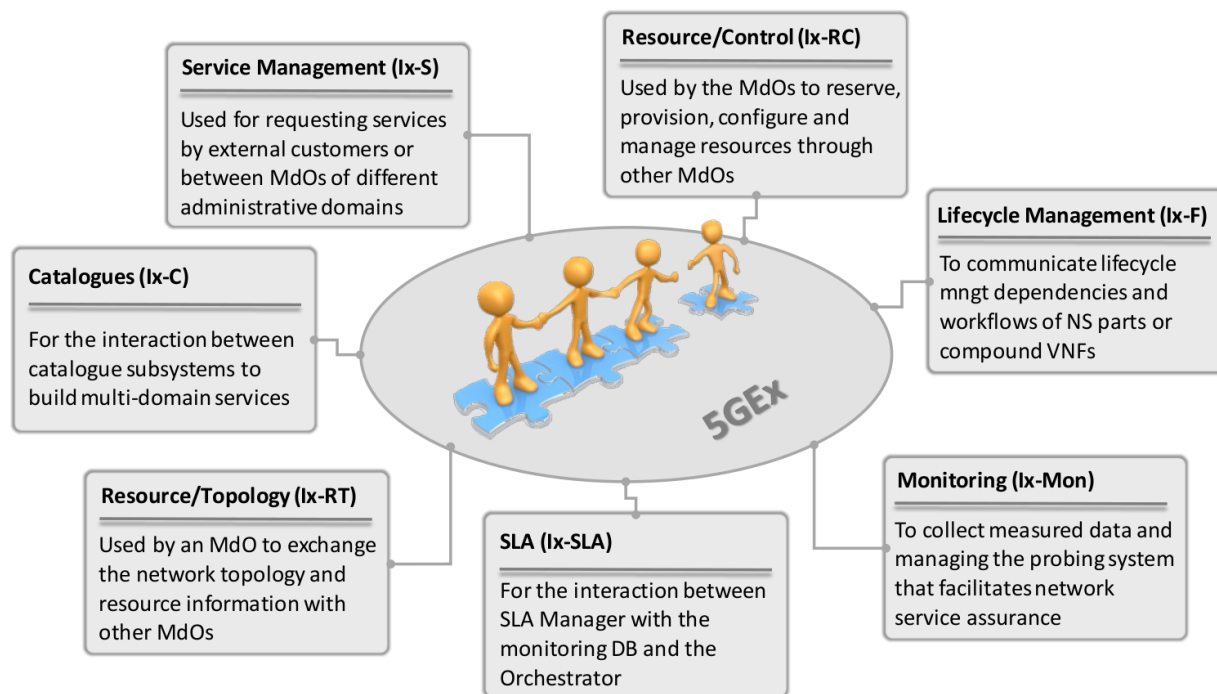 Service Management (Ix-S)
Used for requesting services
by external customers or
between MdOs of different
administrative domains
Resource/Control (Ix-RC)
Used by the MdOs to reserve,
provision, configure and
manage resources through
other MdOs
Catalogues (Ix-C)
For the interaction between
catalogue subsystems to
build multi-domain services
Lifecycle Management (Ix-F)
To communicate lifecycle
mngt dependencies and
workflows of NS parts or
compound VNFs
5GEx
Resource/Topology (Ix-RT)
Used by an MdO to exchange
the network topology and
resource information with
other MdOs
SLA (Ix-SLA)
For the interaction between
SLA Manager with the
monitoring DB and the
Orchestrator
Monitoring (Ix-Mon)
To collect measured data and
managing the probing system
that facilitates network
service assurance